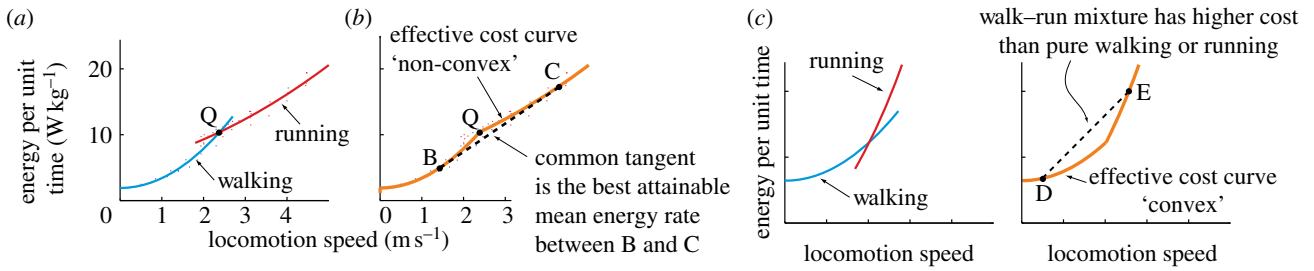 (a)
energy per unit
time (W kg⁻¹)
20
10
0
0
1
2
3
4
Q
running
walking
(b)
effective cost curve
'non-convex'
C
Q
B
common tangent
is the best attainable
mean energy rate
between B and C
0
1
2
3
locomotion speed (m s⁻¹)
(c)
energy per unit time
running
walking
locomotion speed
walk–run mixture has higher cost
than pure walking or running
E
D
effective cost curve
'convex'
locomotion speed